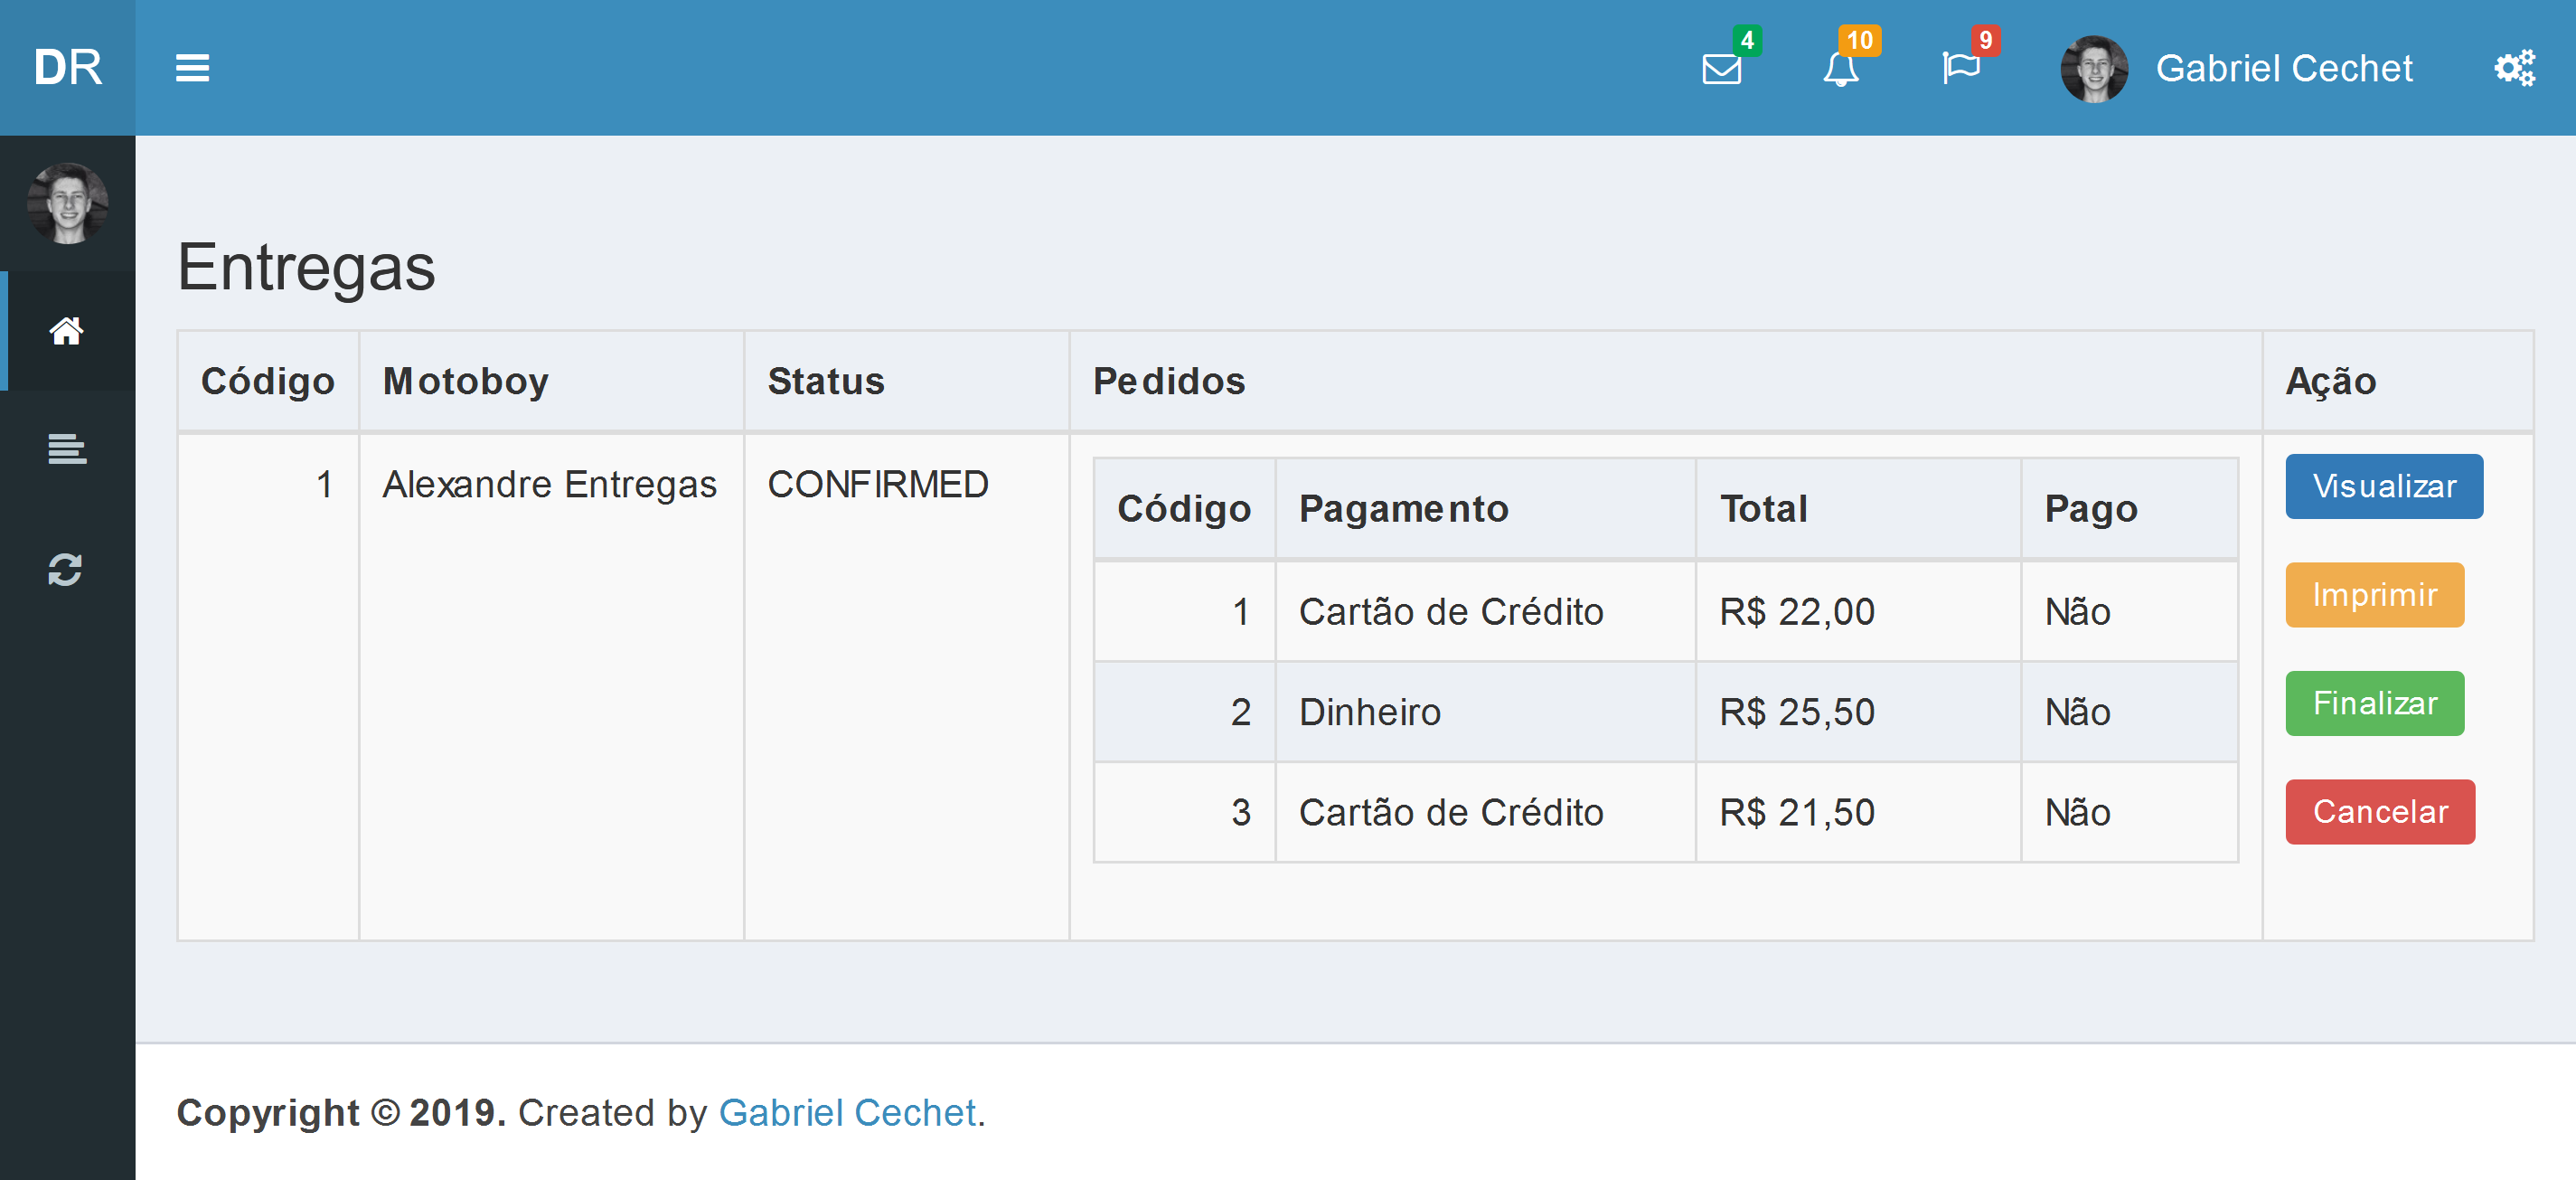 DR
4
10
9
Gabriel Cechet
Entregas
Código Motoboy Status Pedidos Ação
1 Alexandre Entregas CONFIRMED
Código Pagamento Total Pago
1 Cartão de Crédito R$ 22,00 Não
2 Dinheiro R$ 25,50 Não
3 Cartão de Crédito R$ 21,50 Não
Visualizar
Imprimir
Finalizar
Cancelar
Copyright © 2019. Created by Gabriel Cechet.